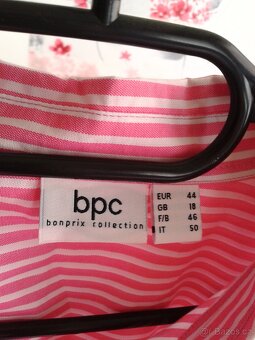 bpc
bonprix collection
EUR 44
GB 18
F/B 46
IT 50